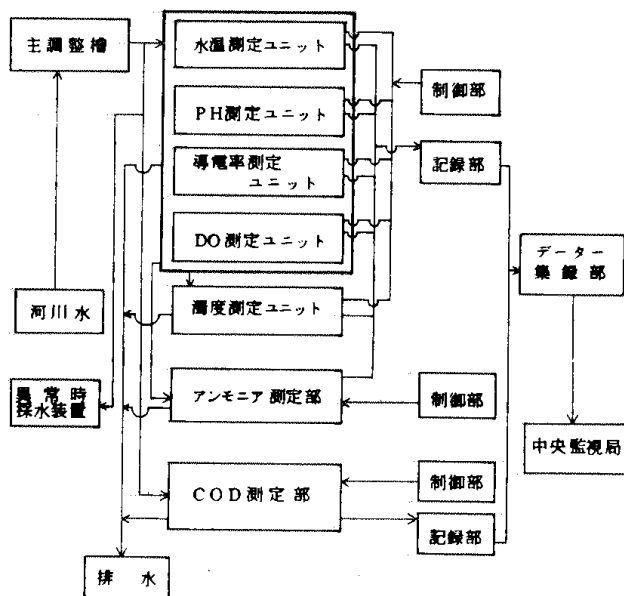 主調整槽
水温測定ユニット
PH測定ユニット
導電率測定
ユニット
DO測定ユニット
濁度測定ユニット
アンモニア測定部
COD測定部
河川水
異常時
採水装置
排水
制御部
記録部
制御部
制御部
記録部
データー
集録部
中央監視局